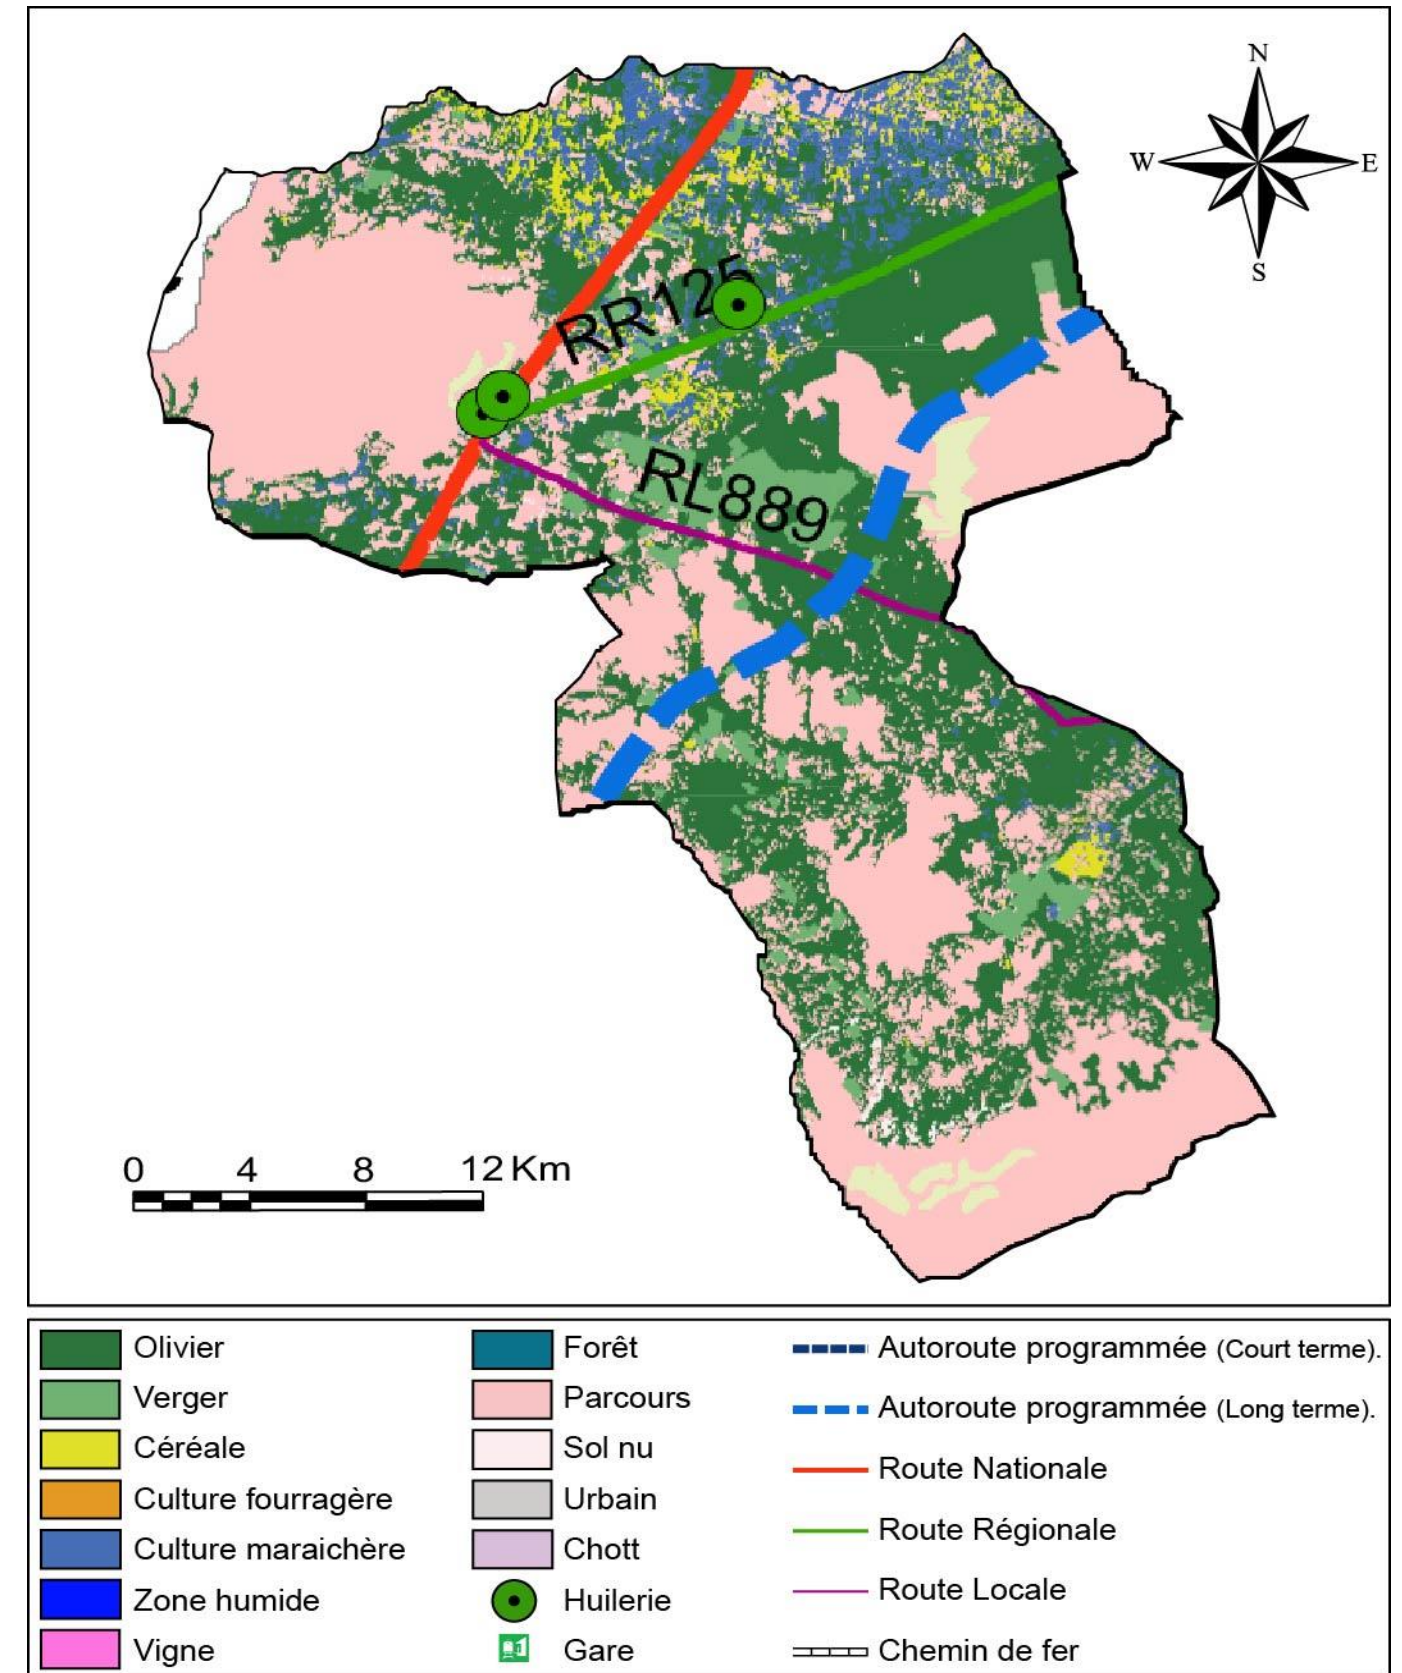 N
W
E
S
RR125
RL889
0 4 8 12 Km
Olivier
Verger
Céréale
Culture fourragère
Culture maraichère
Zone humide
Vigne
Forêt
Parcours
Sol nu
Urbain
Chott
Huilerie
Gare
Autoroute programmée (Court terme).
Autoroute programmée (Long terme).
Route Nationale
Route Régionale
Route Locale
Chemin de fer